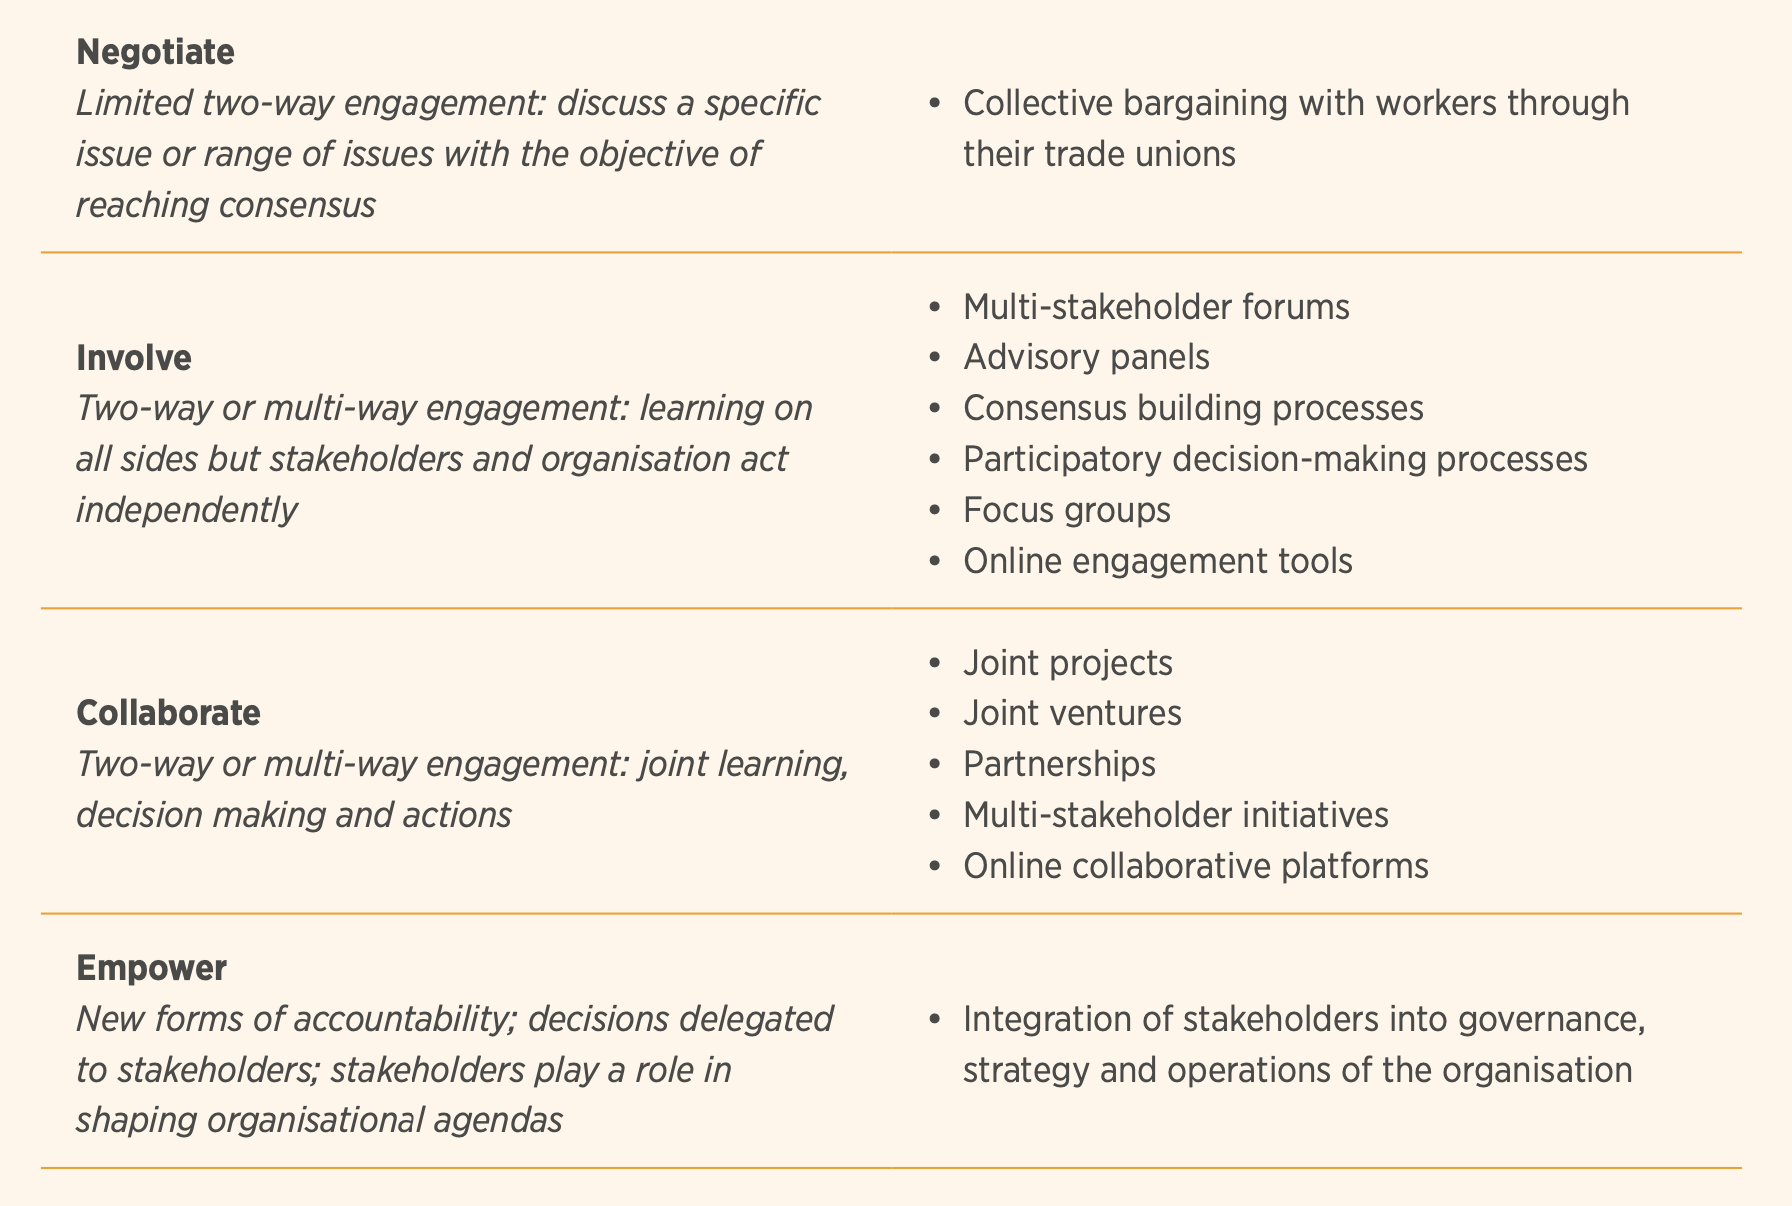 Negotiate
Limited two-way engagement: discuss a specific
issue or range of issues with the objective of
reaching consensus
• Collective bargaining with workers through
their trade unions
Involve
Two-way or multi-way engagement: learning on
all sides but stakeholders and organisation act
independently
• Multi-stakeholder forums
• Advisory panels
• Consensus building processes
• Participatory decision-making processes
• Focus groups
• Online engagement tools
Collaborate
Two-way or multi-way engagement: joint learning,
decision making and actions
• Joint projects
• Joint ventures
• Partnerships
• Multi-stakeholder initiatives
• Online collaborative platforms
Empower
New forms of accountability; decisions delegated
to stakeholders; stakeholders play a role in
shaping organisational agendas
• Integration of stakeholders into governance,
strategy and operations of the organisation